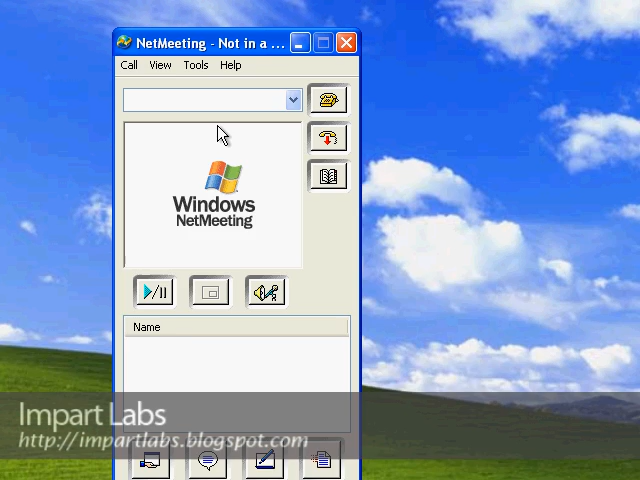 NetMeeting - Not in a ...
Call View Tools Help
Windows
NetMeeting
Name
Impart Labs
http://impartlabs.blogspot.com